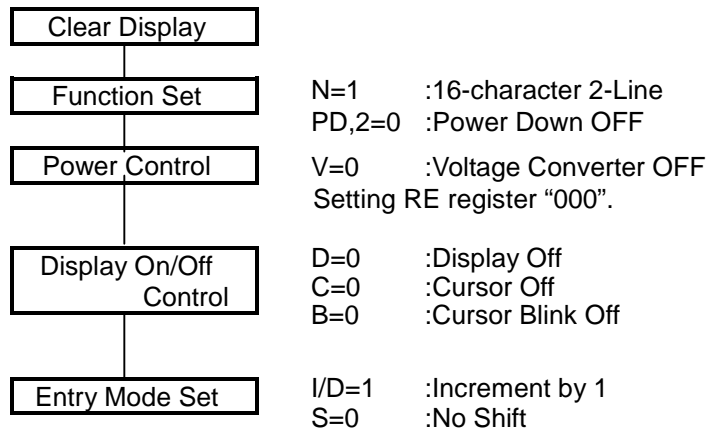 Clear Display
Function Set
N=1 :16-character 2-Line
PD,2=0 :Power Down OFF
Power Control
V=0 :Voltage Converter OFF
Setting RE register “000”.
Display On/Off
Control
D=0 :Display Off
C=0 :Cursor Off
B=0 :Cursor Blink Off
Entry Mode Set
I/D=1 :Increment by 1
S=0 :No Shift